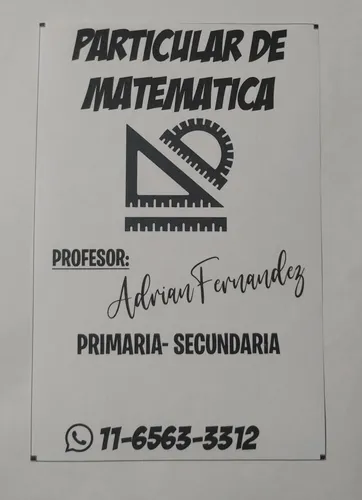 PARTICULAR DE
MATEMATICA
PROFESOR:
Adrian Fernandez
PRIMARIA- SECUNDARIA
11-6563-3312